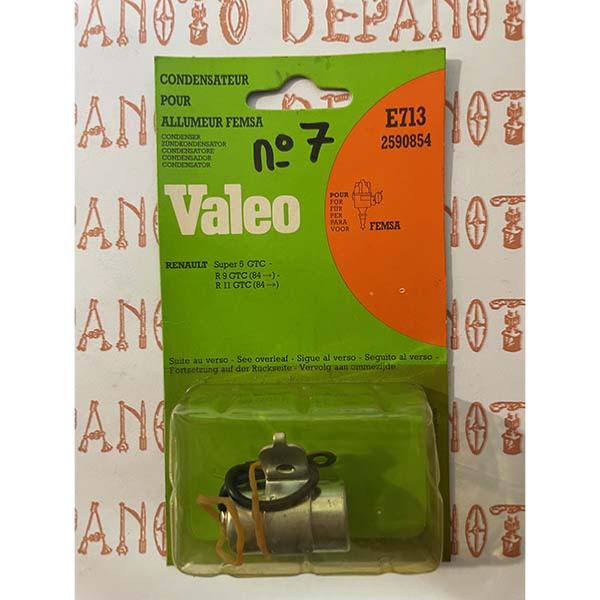 DEPANOTO DEPANOTO
CONDENSATEUR
POUR
ALLUMEUR FEMSA
CONDENSER
ZÜNDKONDENSATOR
CONDENSATORE
CONDENSADOR
CONDENSATOR
nº 7
E713
2590854
Valeo
POUR
FOR
FÜR
PER
PARA
VOOR
FEMSA
RENAULT Super 5 GTC -
R 9 GTC (84 →) -
R 11 GTC (84 →)
Suite au verso - See overleaf - Sigue al verso - Seguito al verso -
Fortsetzung auf der Rückseite - Vervolg aan ommezijde.